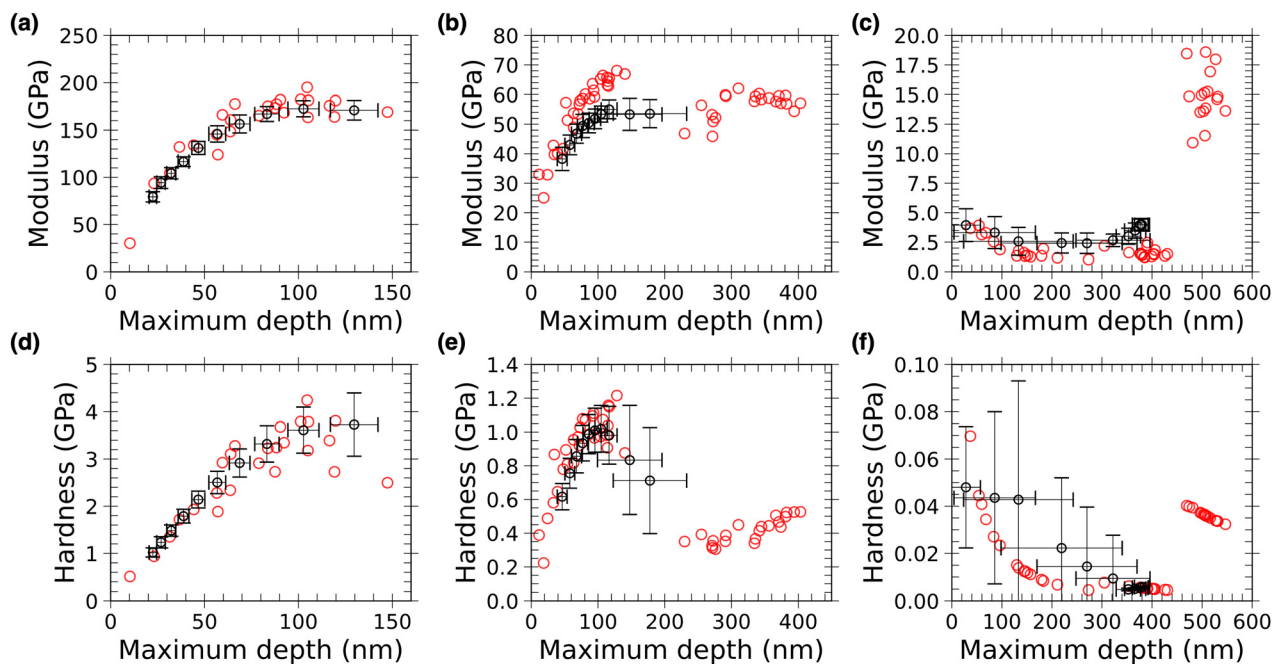 (a)
250
200
150
100
50
0
Modulus (GPa)
0 50 100 150
Maximum depth (nm)
(b)
80
70
60
50
40
30
20
10
0
Modulus (GPa)
0 100 200 300 400
Maximum depth (nm)
(c)
20.0
17.5
15.0
12.5
10.0
7.5
5.0
2.5
0.0
Modulus (GPa)
0 100 200 300 400 500 600
Maximum depth (nm)
(d)
5
4
3
2
1
0
Hardness (GPa)
0 50 100 150
Maximum depth (nm)
(e)
1.4
1.2
1.0
0.8
0.6
0.4
0.2
0.0
Hardness (GPa)
0 100 200 300 400
Maximum depth (nm)
(f)
0.10
0.08
0.06
0.04
0.02
0.00
Hardness (GPa)
0 100 200 300 400 500 600
Maximum depth (nm)